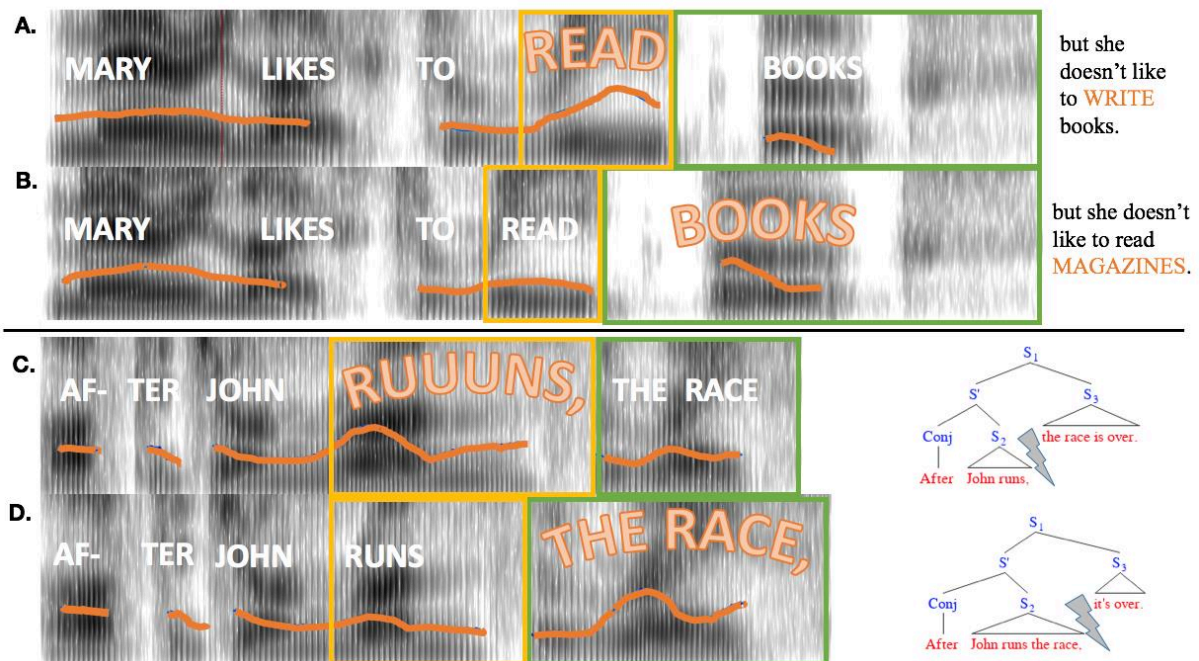 A.
MARY LIKES TO READ BOOKS
but she
doesn't like
to WRITE
books.
B.
MARY LIKES TO READ BOOKS
but she doesn't
like to read
MAGAZINES.
C.
AF- TER JOHN RUUUNS, THE RACE
S1
S' S3
Conj S2 the race is over.
After John runs,
D.
AF- TER JOHN RUNS THE RACE,
S1
S' S3
Conj S2 it's over.
After John runs the race,